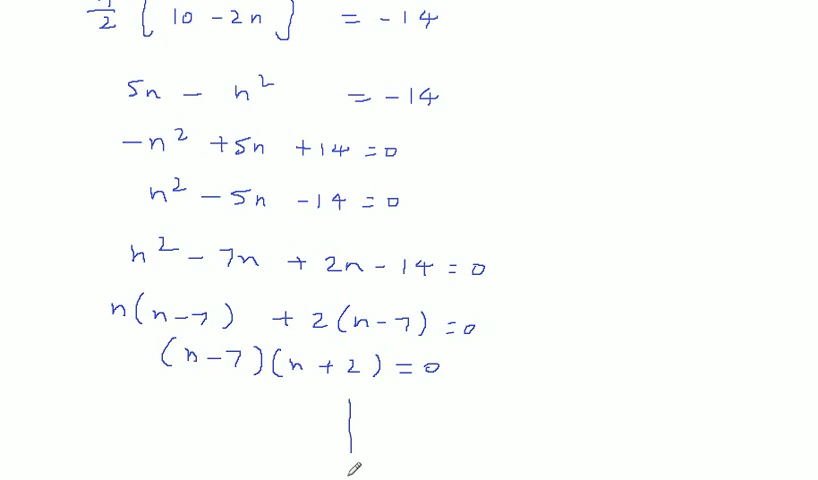 n/2 [ 10 - 2n ] = -14
5n - n² = -14
-n² + 5n + 14 = 0
n² - 5n - 14 = 0
n² - 7n + 2n - 14 = 0
n(n-7) + 2(n-7) = 0
(n-7)(n+2) = 0